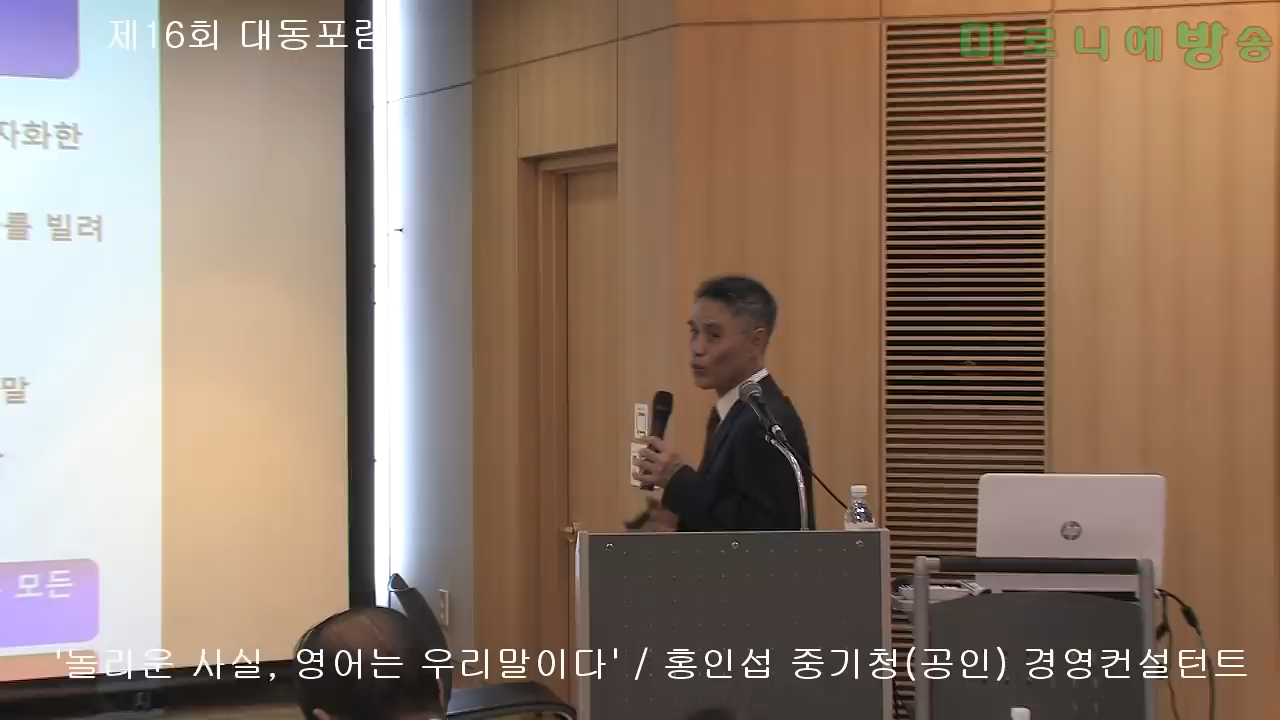 제16회 대동포럼
마로니에방송
자화한
를 빌려
말
모든
'놀라운 사실, 영어는 우리말이다' / 홍인섭 중기청(공인) 경영컨설턴트
hp